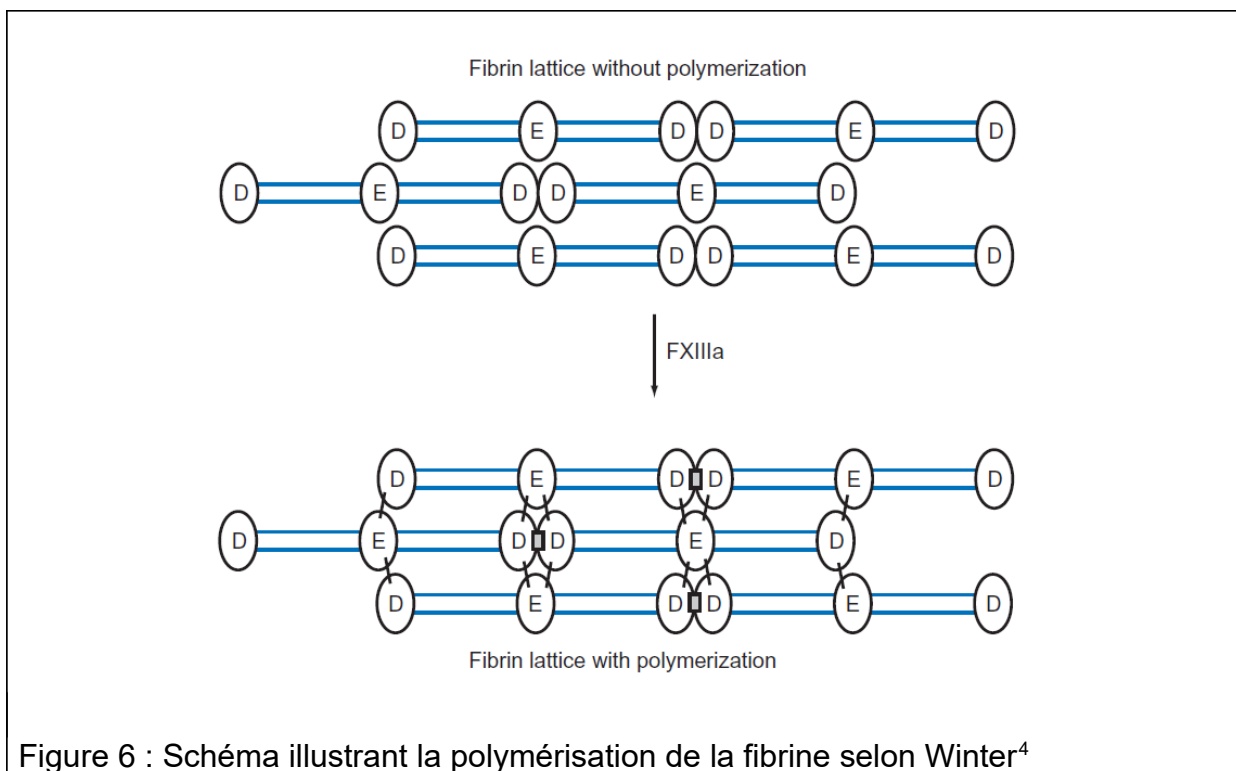 Fibrin lattice without polymerization
D E D D E D
D E D D E D
D E D D E D
FXIIIa
D E D D E D
D E D D E D
D E D D E D
Fibrin lattice with polymerization
Figure 6 : Schéma illustrant la polymérisation de la fibrine selon Winter⁴